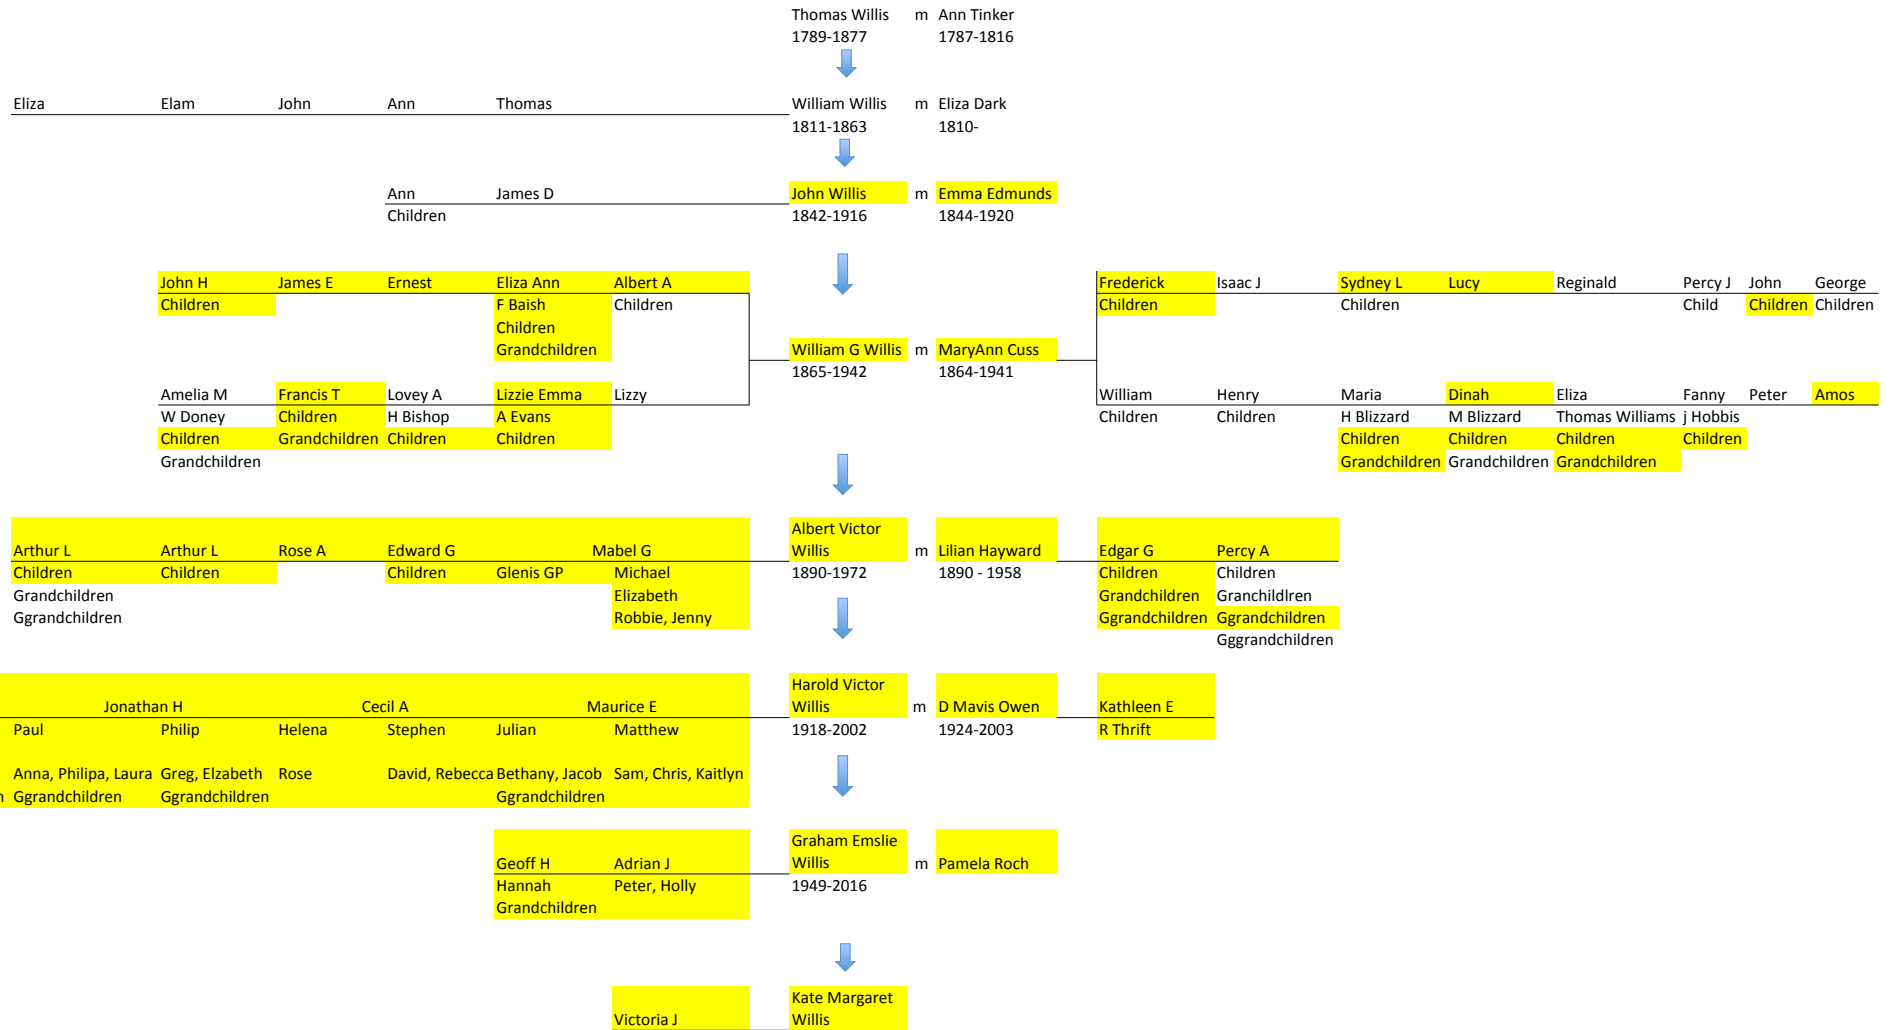 Thomas Willis m Ann Tinker
1789-1877 1787-1816
Eliza Elam John Ann Thomas William Willis m Eliza Dark
1811-1863 1810-
Ann James D John Willis m Emma Edmunds
Children 1842-1916 1844-1920
John H James E Ernest Eliza Ann Albert A Frederick Isaac J Sydney L Lucy Reginald Percy J John George
Children F Baish Children Children Children Child Children Children
Children
Grandchildren William G Willis m MaryAnn Cuss
1865-1942 1864-1941
Amelia M Francis T Lovey A Lizzie Emma Lizzy William Henry Maria Dinah Eliza Fanny Peter Amos
W Doney Children H Bishop A Evans Children Children H Blizzard M Blizzard Thomas Williams j Hobbis
Children Grandchildren Children Children Children Children Children Children
Grandchildren Grandchildren Grandchildren Grandchildren
Albert Victor
Arthur L Arthur L Rose A Edward G Mabel G Willis m Lilian Hayward Edgar G Percy A
Children Children Children Glenis GP Michael 1890-1972 1890 - 1958 Children Children
Grandchildren Elizabeth Grandchildren Granchildlren
Ggrandchildren Robbie, Jenny Ggrandchildren Ggrandchildren
Gggrandchildren
Harold Victor
Jonathan H Cecil A Maurice E Willis m D Mavis Owen Kathleen E
Paul Philip Helena Stephen Julian Matthew 1918-2002 1924-2003 R Thrift
Anna, Philipa, Laura Greg, Elzabeth Rose David, Rebecca Bethany, Jacob Sam, Chris, Kaitlyn
Ggrandchildren Ggrandchildren Ggrandchildren
Graham Emslie
Geoff H Adrian J Willis m Pamela Roch
Hannah Peter, Holly 1949-2016
Grandchildren
Kate Margaret
Victoria J Willis